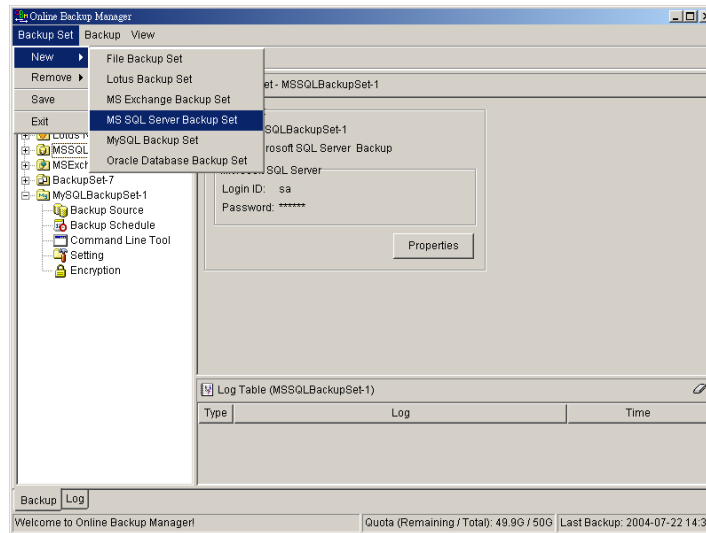 Online Backup Manager
Backup Set Backup View
New
Remove
Save
Exit
File Backup Set
Lotus Backup Set
MS Exchange Backup Set
MS SQL Server Backup Set
MySQL Backup Set
Oracle Database Backup Set
et - MSSQLBackupSet-1
SQLBackupSet-1
rosoft SQL Server Backup
Microsoft SQL Server
Login ID: sa
Password: ******
Properties
MSSQL
MSExch
BackupSet-7
MySQLBackupSet-1
Backup Source
Backup Schedule
Command Line Tool
Setting
Encryption
Log Table (MSSQLBackupSet-1)
Type Log Time
Backup Log
Welcome to Online Backup Manager! Quota (Remaining / Total): 49.9G / 50G Last Backup: 2004-07-22 14:3